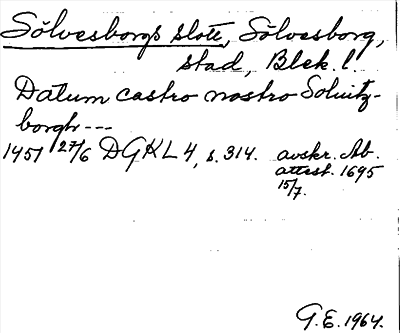 Sölvesborgs slott, Sölvesborg,
stad, Blek. l.
Datum castro nostro Soluitz-
borgh ---
1451 27/6 DGKL 4, s. 314. avskr. Ab.
attest. 1695
15/7.
G.E. 1964.